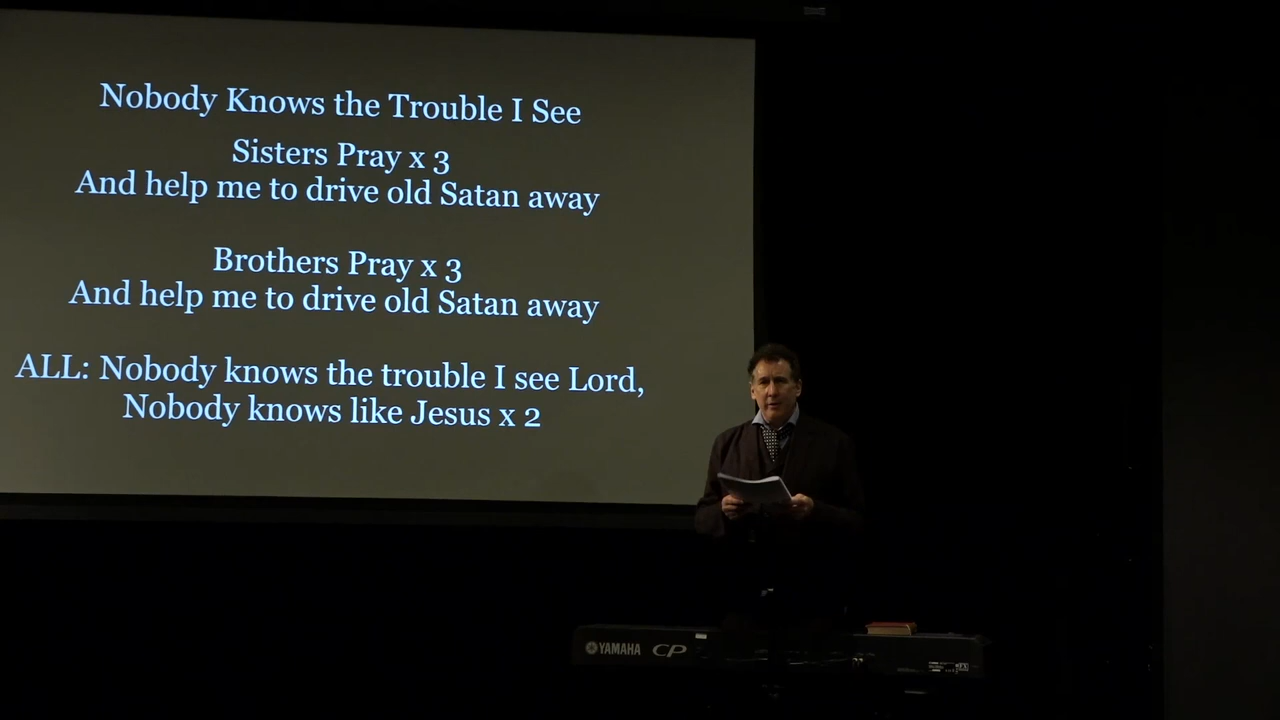 Nobody Knows the Trouble I See
Sisters Pray x 3
And help me to drive old Satan away
Brothers Pray x 3
And help me to drive old Satan away
ALL: Nobody knows the trouble I see Lord,
Nobody knows like Jesus x 2
YAMAHA CP